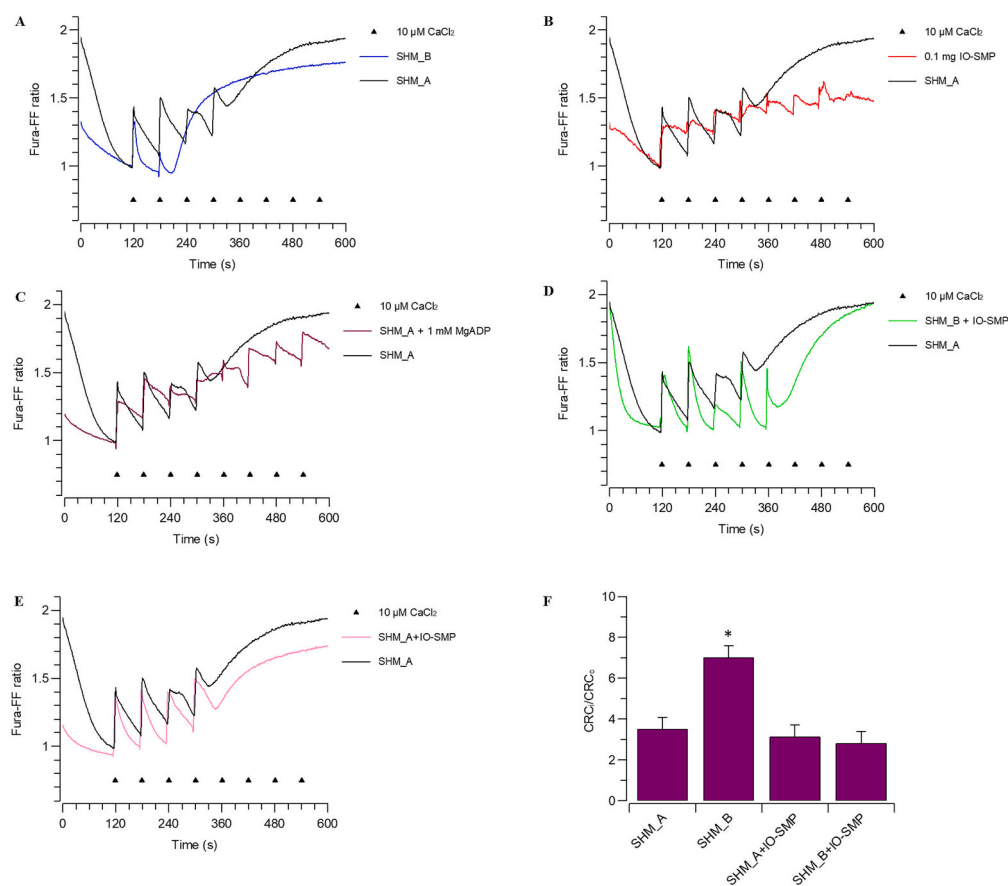 A
2
1.5
1
Fura-FF ratio
0 120 240 360 480 600
Time (s)
▲ 10 µM CaCl₂
SHM_B
SHM_A
B
2
1.5
1
Fura-FF ratio
0 120 240 360 480 600
Time (s)
▲ 10 µM CaCl₂
0.1 mg IO-SMP
SHM_A
C
2
1.5
1
Fura-FF ratio
0 120 240 360 480 600
Time (s)
▲ 10 µM CaCl₂
SHM_A + 1 mM MgADP
SHM_A
D
2
1.5
1
Fura-FF ratio
0 120 240 360 480 600
Time (s)
▲ 10 µM CaCl₂
SHM_B + IO-SMP
SHM_A
E
2
1.5
1
Fura-FF ratio
0 120 240 360 480 600
Time (s)
▲ 10 µM CaCl₂
SHM_A+IO-SMP
SHM_A
F
10
8
6
4
2
0
CRCᵢ/CRC₀
*
SHM_A
SHM_B
SHM_A+IO-SMP
SHM_B+IO-SMP